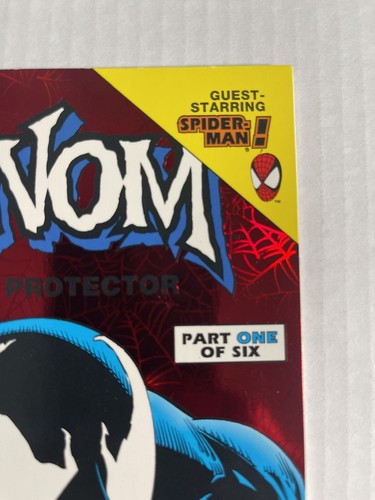 GUEST-
STARRING
SPIDER-
MAN!
NOM
PROTECTOR
PART ONE
OF SIX